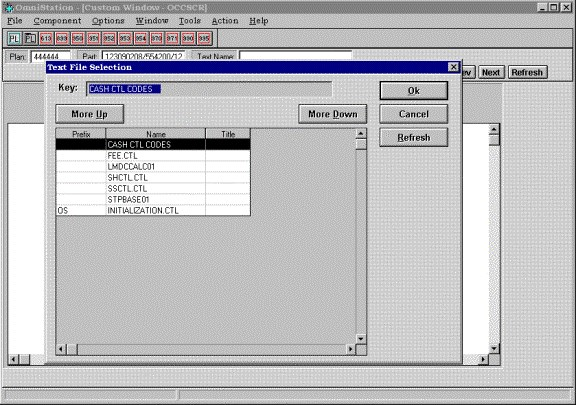 OmniStation - [Custom Window - OCCSCR]
File Component Options Window Tools Action Help
PL PL 613 899 950 951 952 953 954 970 971 990 995
Plan: 444444 Part: 123090208/554200/12 Text Name:
ev Next Refresh
Text File Selection
Key: CASH CTL CODES
Ok
More Up More Down Cancel
Refresh
Prefix Name Title
CASH CTL CODES
FEE.CTL
LMDCCALC01
SHCTL.CTL
SSCTL.CTL
STPBASE01
OS INITIALIZATION.CTL